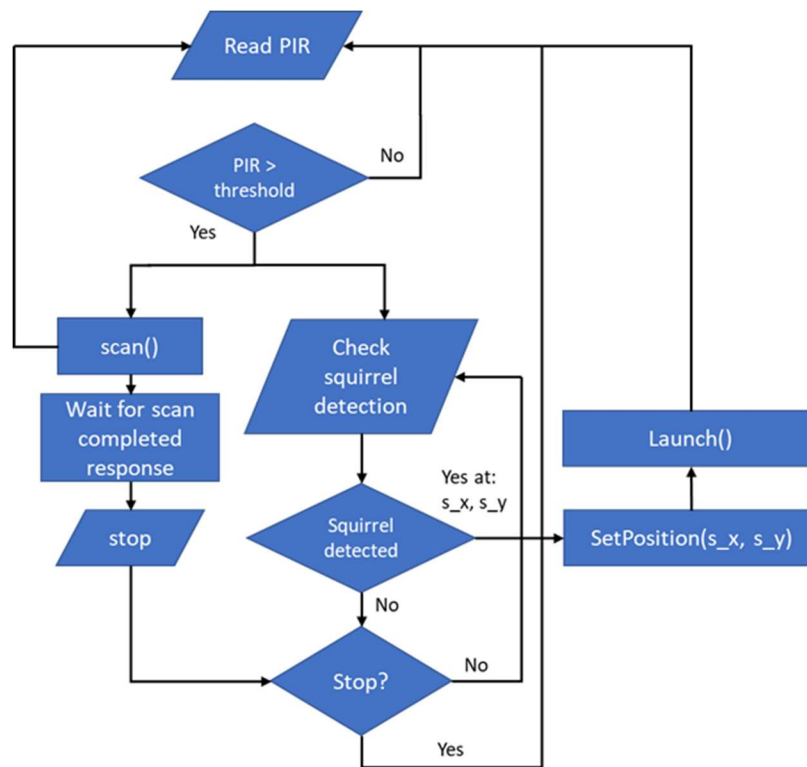 Read PIR
PIR >
threshold
No
Yes
scan()
Check
squirrel
detection
Wait for scan
completed
response
Launch()
Yes at:
s_x, s_y
stop
Squirrel
detected
SetPosition(s_x, s_y)
No
Stop?
No
Yes